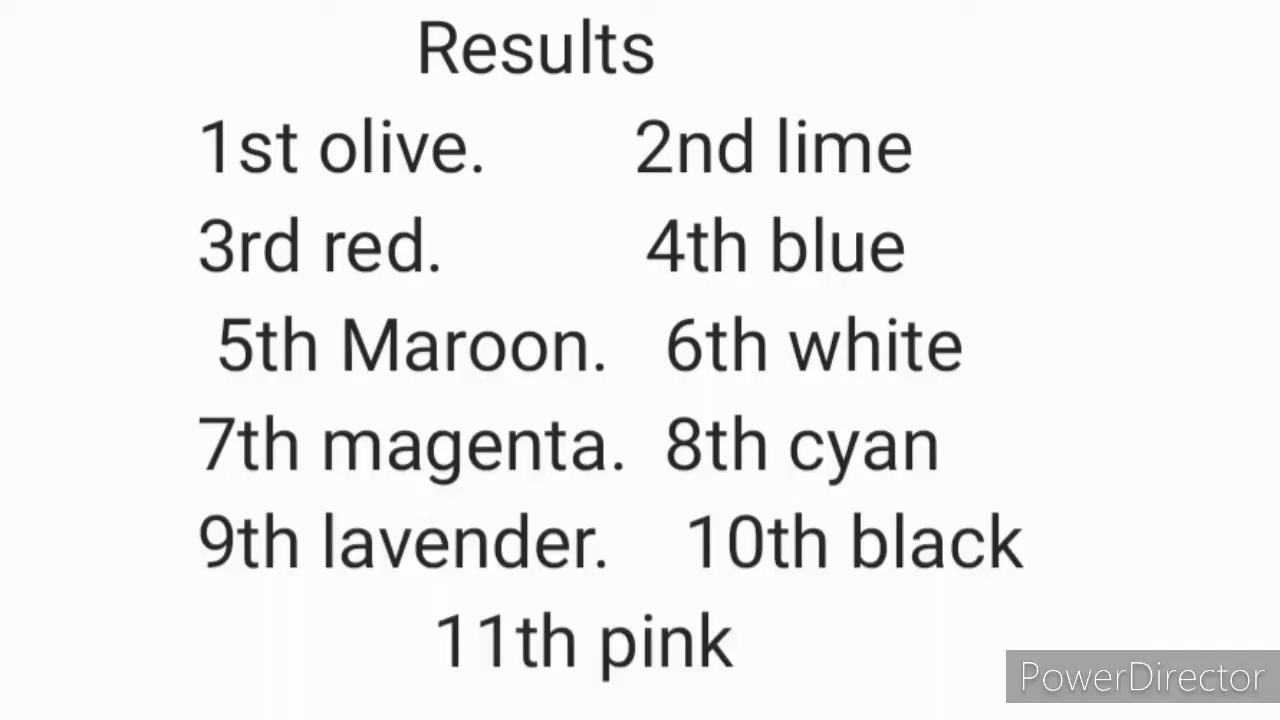 Results
1st olive. 2nd lime
3rd red. 4th blue
5th Maroon. 6th white
7th magenta. 8th cyan
9th lavender. 10th black
11th pink
PowerDirector